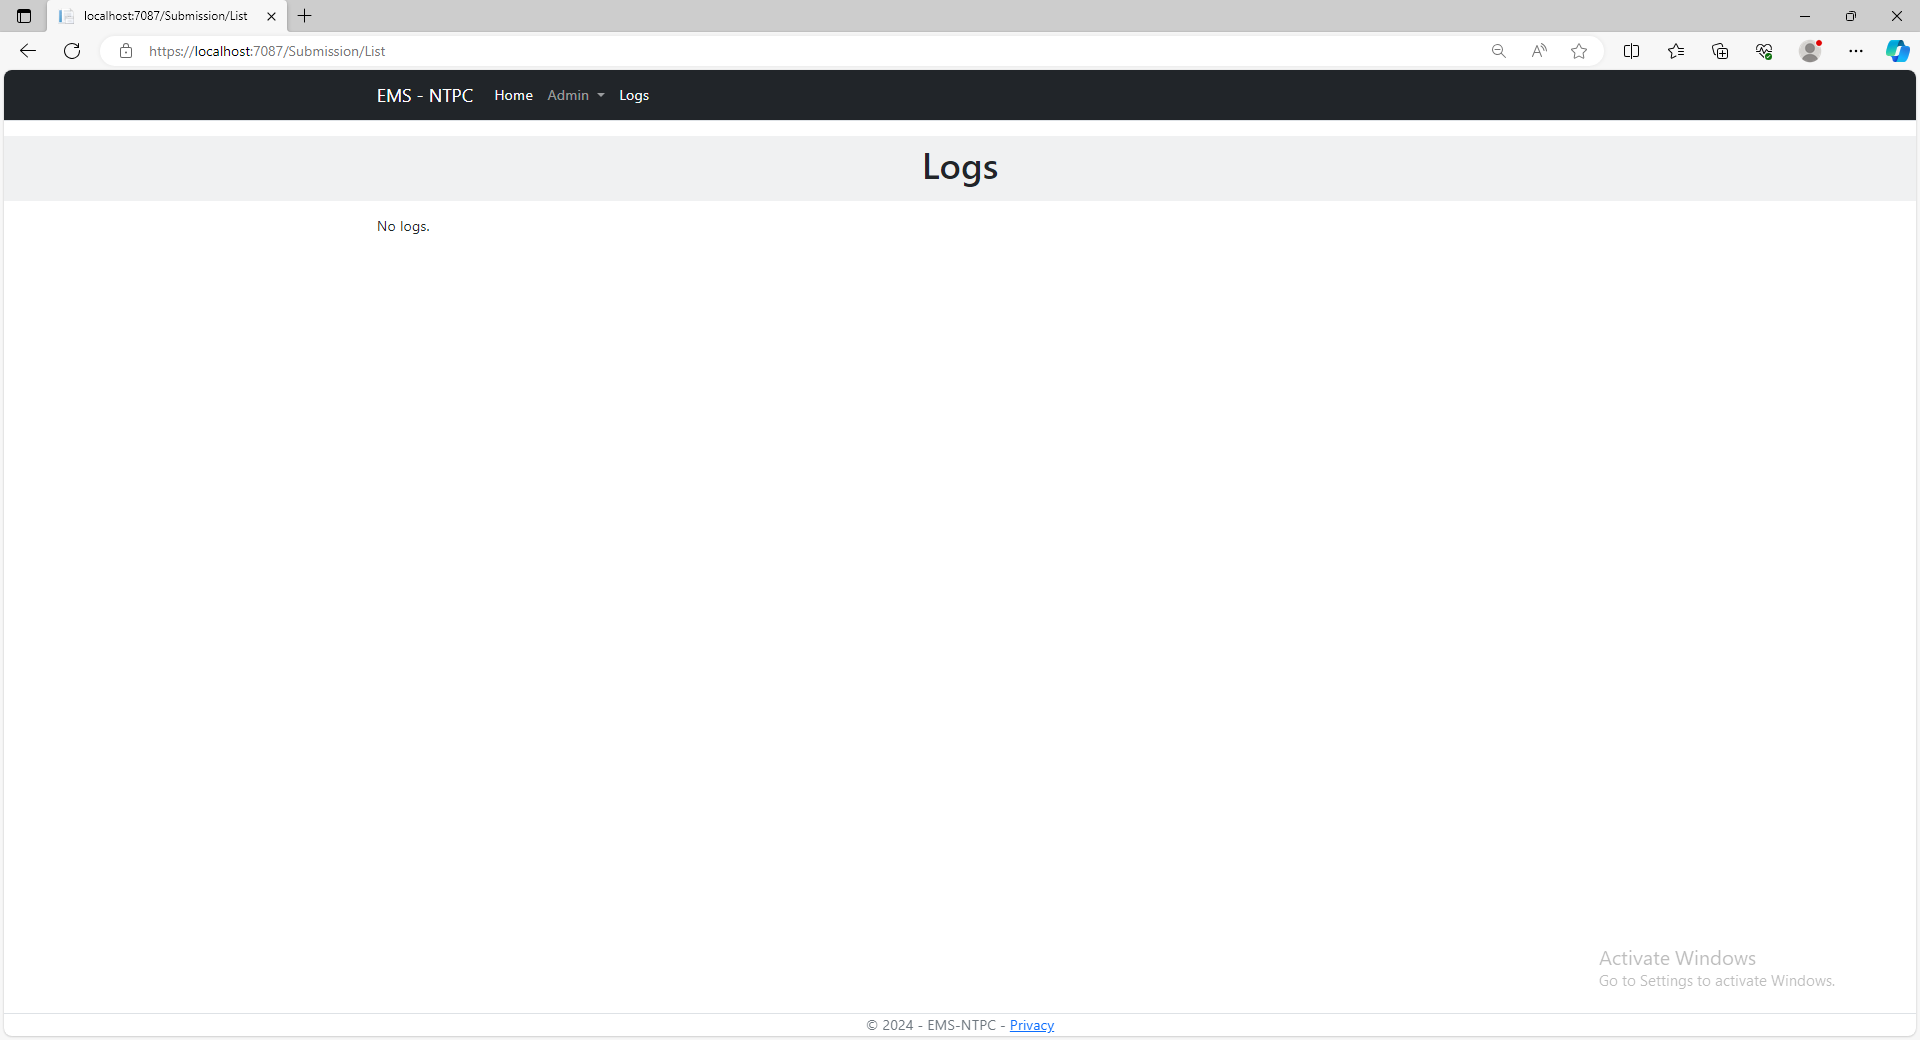 localhost:7087/Submission/List
https://localhost:7087/Submission/List
EMS - NTPC Home Admin Logs
Logs
No logs.
Activate Windows
Go to Settings to activate Windows.
© 2024 - EMS-NTPC - Privacy